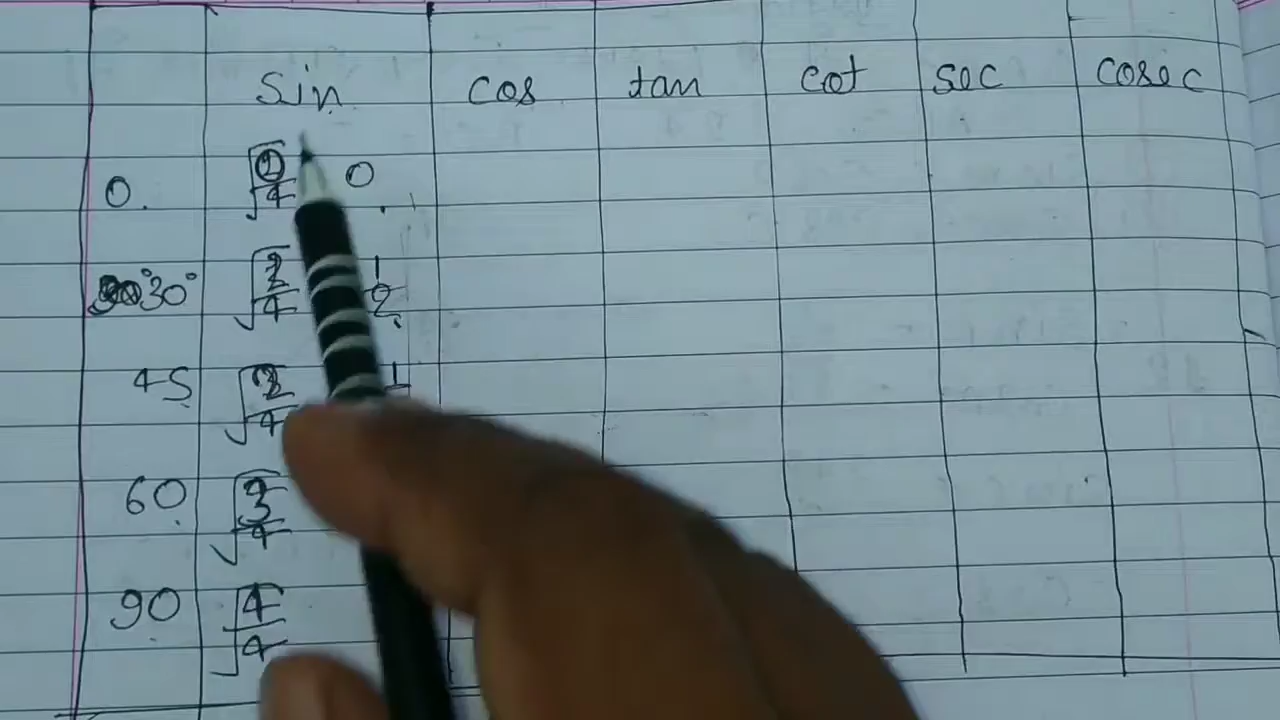 sin cos tan cot sec cosec
0. √0/4 0
30° √1/4 1/2
45 √2/4 1
60 √3/4
90 √4/4